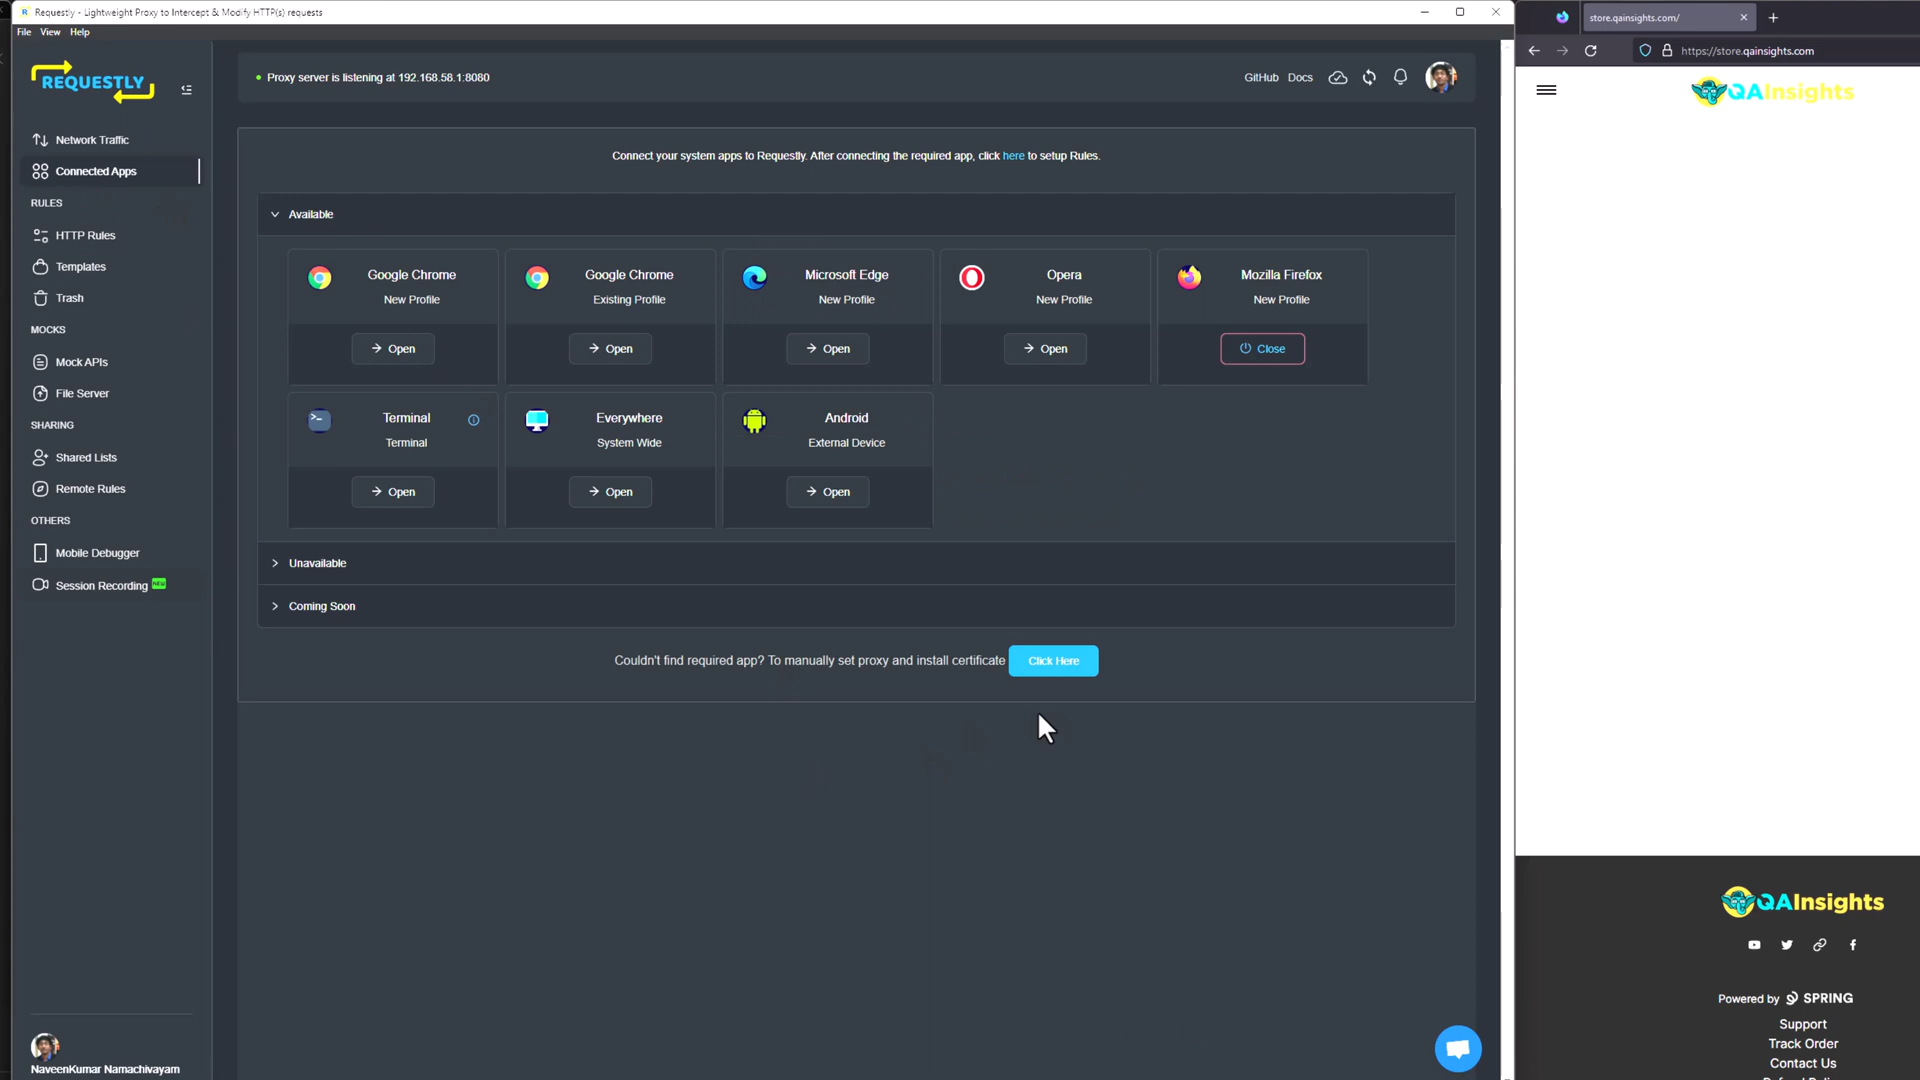 Requestly - Lightweight Proxy to Intercept & Modify HTTP(s) requests
File View Help
REQUESTLY
Network Traffic
Connected Apps
RULES
HTTP Rules
Templates
Trash
MOCKS
Mock APIs
File Server
SHARING
Shared Lists
Remote Rules
OTHERS
Mobile Debugger
Session Recording NEW
NaveenKumar Namachivayam
Proxy server is listening at 192.168.58.1:8080
GitHub Docs
Connect your system apps to Requestly. After connecting the required app, click here to setup Rules.
Available
Google Chrome
New Profile
Open
Google Chrome
Existing Profile
Open
Microsoft Edge
New Profile
Open
Opera
New Profile
Open
Mozilla Firefox
New Profile
Close
Terminal
Terminal
Open
Everywhere
System Wide
Open
Android
External Device
Open
Unavailable
Coming Soon
Couldn't find required app? To manually set proxy and install certificate Click Here
store.qainsights.com/
https://store.qainsights.com
QAInsights
QAInsights
Powered by SPRING
Support
Track Order
Contact Us